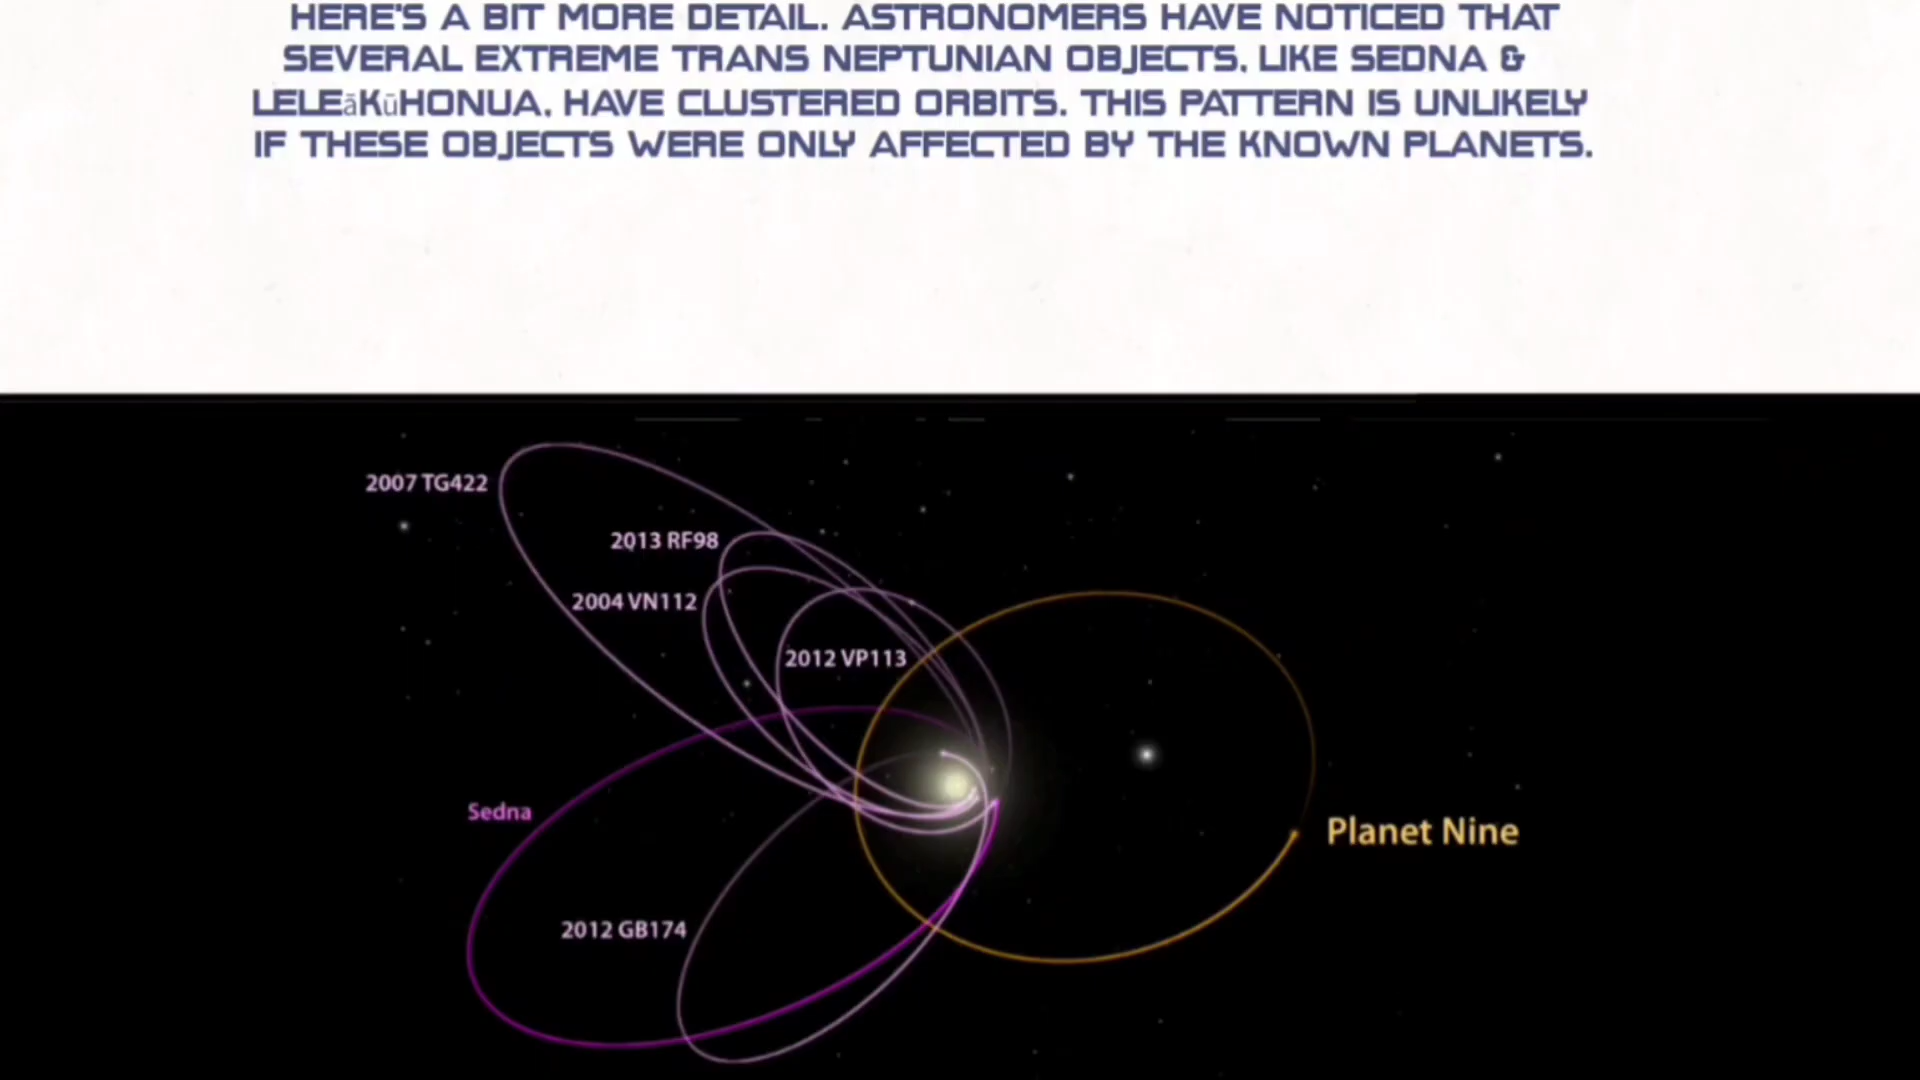 HERE'S A BIT MORE DETAIL. ASTRONOMERS HAVE NOTICED THAT
SEVERAL EXTREME TRANS NEPTUNIAN OBJECTS, LIKE SEDNA &
LELEāKūHONUA, HAVE CLUSTERED ORBITS. THIS PATTERN IS UNLIKELY
IF THESE OBJECTS WERE ONLY AFFECTED BY THE KNOWN PLANETS.
2007 TG422
2013 RF98
2004 VN112
2012 VP113
Sedna
Planet Nine
2012 GB174